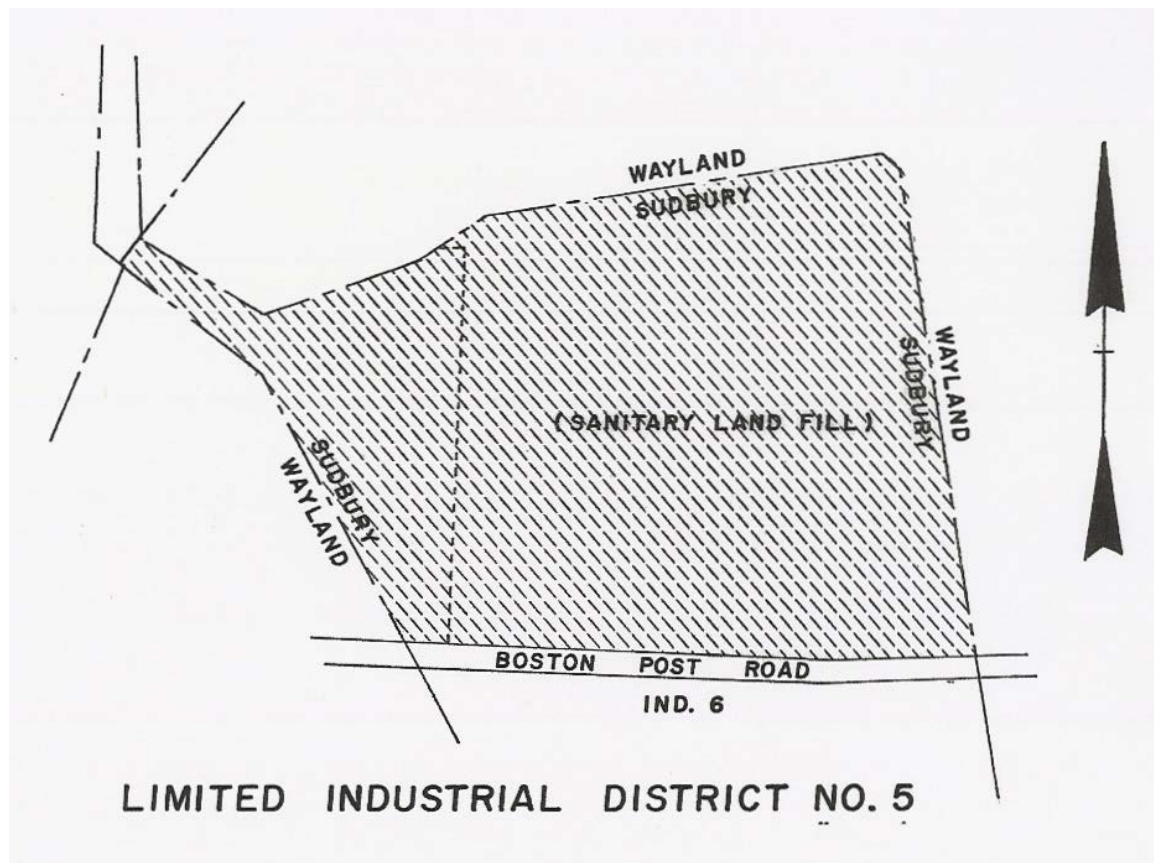 WAYLAND
SUDBURY
WAYLAND
SUDBURY
(SANITARY LAND FILL)
SUDBURY
WAYLAND
BOSTON POST ROAD
IND. 6
LIMITED INDUSTRIAL DISTRICT NO. 5